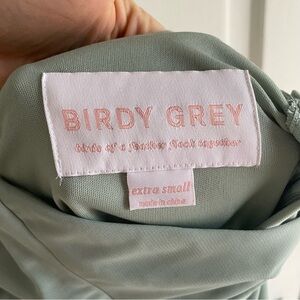 BIRDY GREY
birds of a feather flock together
extra small
made in china